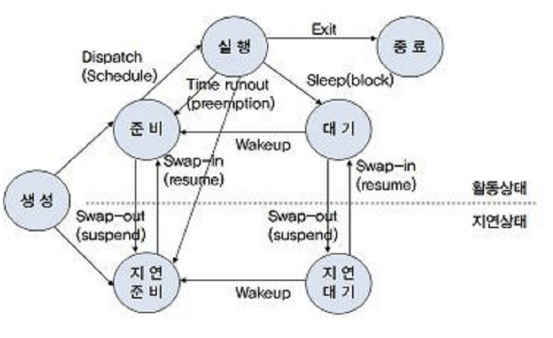 Exit
실 행
종 료
Dispatch
(Schedule)
Time runout
(preemption)
Sleep(block)
준 비
대 기
Wakeup
Swap-in
(resume)
Swap-in
(resume)
활동상태
생 성
지연상태
Swap-out
(suspend)
Swap-out
(suspend)
지 연
준 비
지 연
대 기
Wakeup